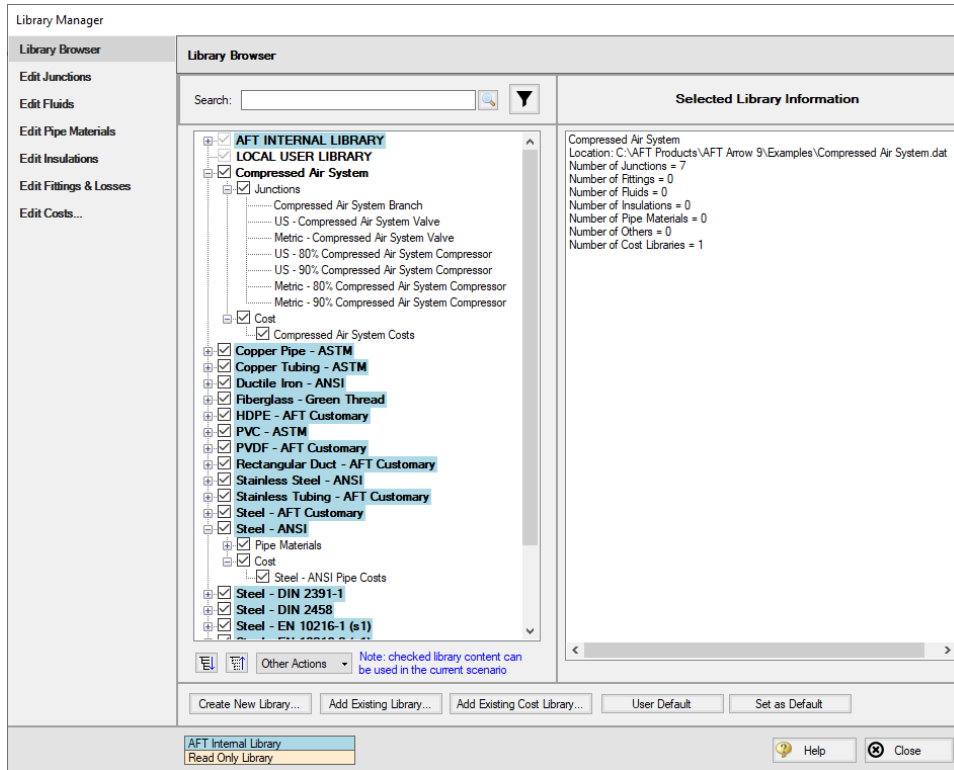 Library Manager
Library Browser
Edit Junctions
Edit Fluids
Edit Pipe Materials
Edit Insulations
Edit Fittings & Losses
Edit Costs...
Library Browser
Search:
AFT INTERNAL LIBRARY
LOCAL USER LIBRARY
Compressed Air System
Junctions
Compressed Air System Branch
US - Compressed Air System Valve
Metric - Compressed Air System Valve
US - 80% Compressed Air System Compressor
US - 90% Compressed Air System Compressor
Metric - 80% Compressed Air System Compressor
Metric - 90% Compressed Air System Compressor
Cost
Compressed Air System Costs
Copper Pipe - ASTM
Copper Tubing - ASTM
Ductile Iron - ANSI
Fiberglass - Green Thread
HDPE - AFT Customary
PVC - ASTM
PVDF - AFT Customary
Rectangular Duct - AFT Customary
Stainless Steel - ANSI
Stainless Tubing - AFT Customary
Steel - AFT Customary
Steel - ANSI
Pipe Materials
Cost
Steel - ANSI Pipe Costs
Steel - DIN 2391-1
Steel - DIN 2458
Steel - EN 10216-1 (s1)
Other Actions
Note: checked library content can
be used in the current scenario
Selected Library Information
Compressed Air System
Location: C:\AFT Products\AFT Arrow 9\Examples\Compressed Air System.dat
Number of Junctions = 7
Number of Fittings = 0
Number of Fluids = 0
Number of Insulations = 0
Number of Pipe Materials = 0
Number of Others = 0
Number of Cost Libraries = 1
Create New Library...
Add Existing Library...
Add Existing Cost Library...
User Default
Set as Default
AFT Internal Library
Read Only Library
Help
Close